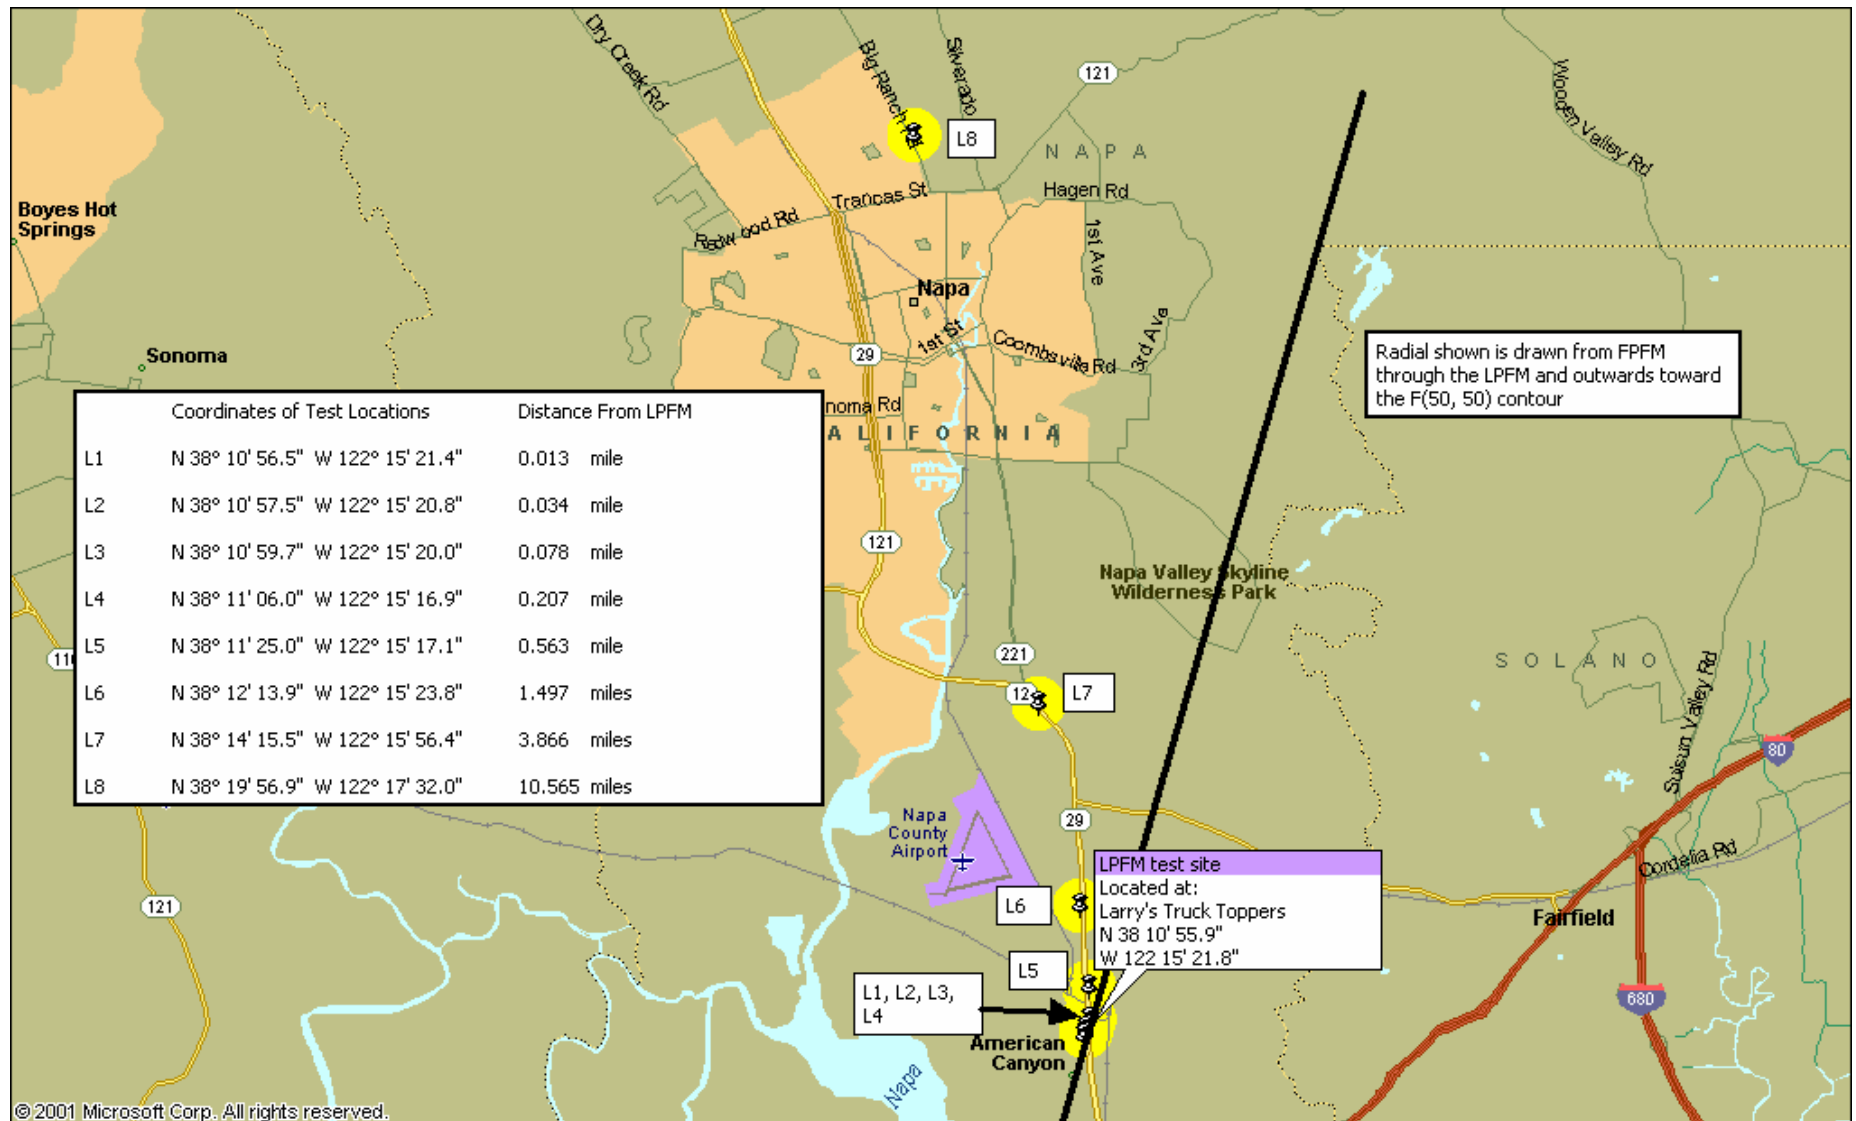 Dry Creek Rd
Big Ranch Rd
Silverado
121
Wooden Valley Rd
L8
N A P A
Trancas St
Hagen Rd
Redwood Rd
Boyes Hot
Springs
1st Ave
Napa
1st St
3rd Ave
Coombsville Rd
29
Sonoma
Radial shown is drawn from FPFM
through the LPFM and outwards toward
the F(50, 50) contour
noma Rd
A L I F O R N I A
Coordinates of Test Locations Distance From LPFM
L1 N 38° 10' 56.5" W 122° 15' 21.4" 0.013 mile
L2 N 38° 10' 57.5" W 122° 15' 20.8" 0.034 mile
L3 N 38° 10' 59.7" W 122° 15' 20.0" 0.078 mile
L4 N 38° 11' 06.0" W 122° 15' 16.9" 0.207 mile
L5 N 38° 11' 25.0" W 122° 15' 17.1" 0.563 mile
L6 N 38° 12' 13.9" W 122° 15' 23.8" 1.497 miles
L7 N 38° 14' 15.5" W 122° 15' 56.4" 3.866 miles
L8 N 38° 19' 56.9" W 122° 17' 32.0" 10.565 miles
121
Napa Valley Skyline
Wilderness Park
221
12
L7
11
S O L A N O
Suisun Valley Rd
80
Napa
County
Airport
29
Cordelia Rd
LPFM test site
Located at:
Larry's Truck Toppers
N 38 10' 55.9"
W 122 15' 21.8"
L6
121
Fairfield
L5
L1, L2, L3,
L4
680
American
Canyon
Napa
© 2001 Microsoft Corp. All rights reserved.